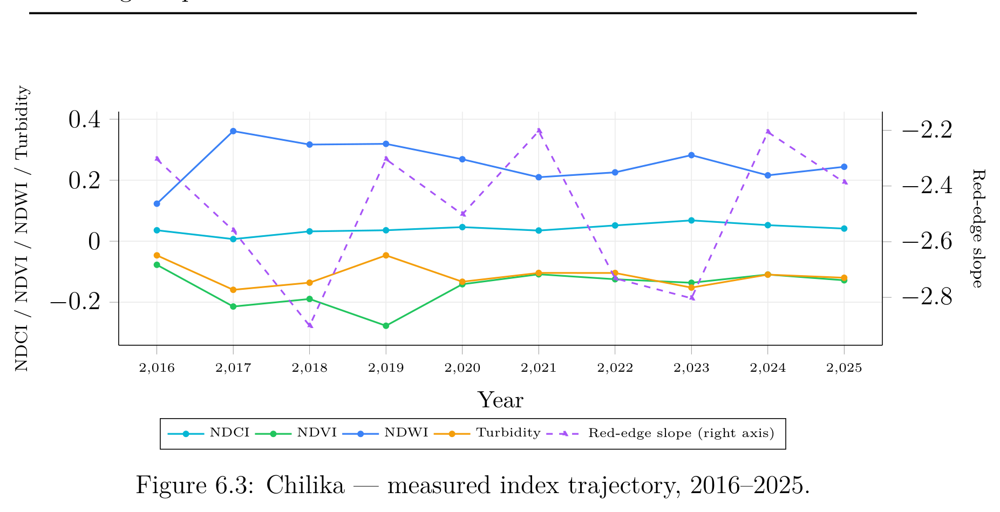 NDCI / NDVI / NDWI / Turbidity
0.4
0.2
0
−0.2
−2.2
−2.4
−2.6
−2.8
Red-edge slope
2,016 2,017 2,018 2,019 2,020 2,021 2,022 2,023 2,024 2,025
Year
NDCI NDVI NDWI Turbidity Red-edge slope (right axis)
Figure 6.3: Chilika — measured index trajectory, 2016–2025.